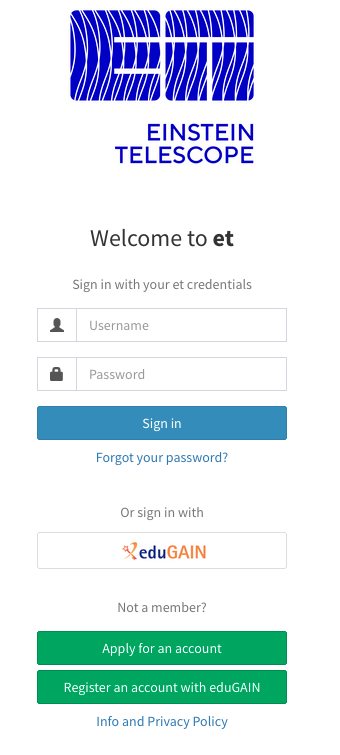 ET
EINSTEIN
TELESCOPE
Welcome to et
Sign in with your et credentials
Username
Password
Sign in
Forgot your password?
Or sign in with
eduGAIN
Not a member?
Apply for an account
Register an account with eduGAIN
Info and Privacy Policy